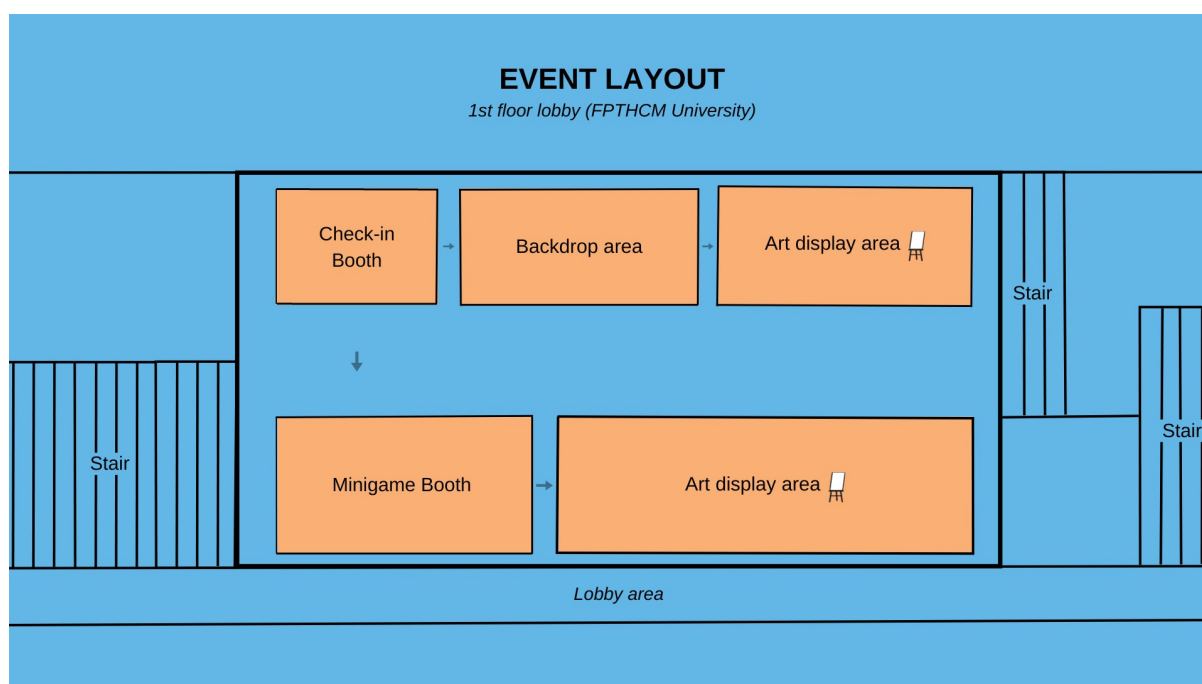 EVENT LAYOUT
1st floor lobby (FPTHCM University)
Check-in
Booth
Backdrop area
Art display area
Stair
Stair
Stair
Minigame Booth
Art display area
Lobby area